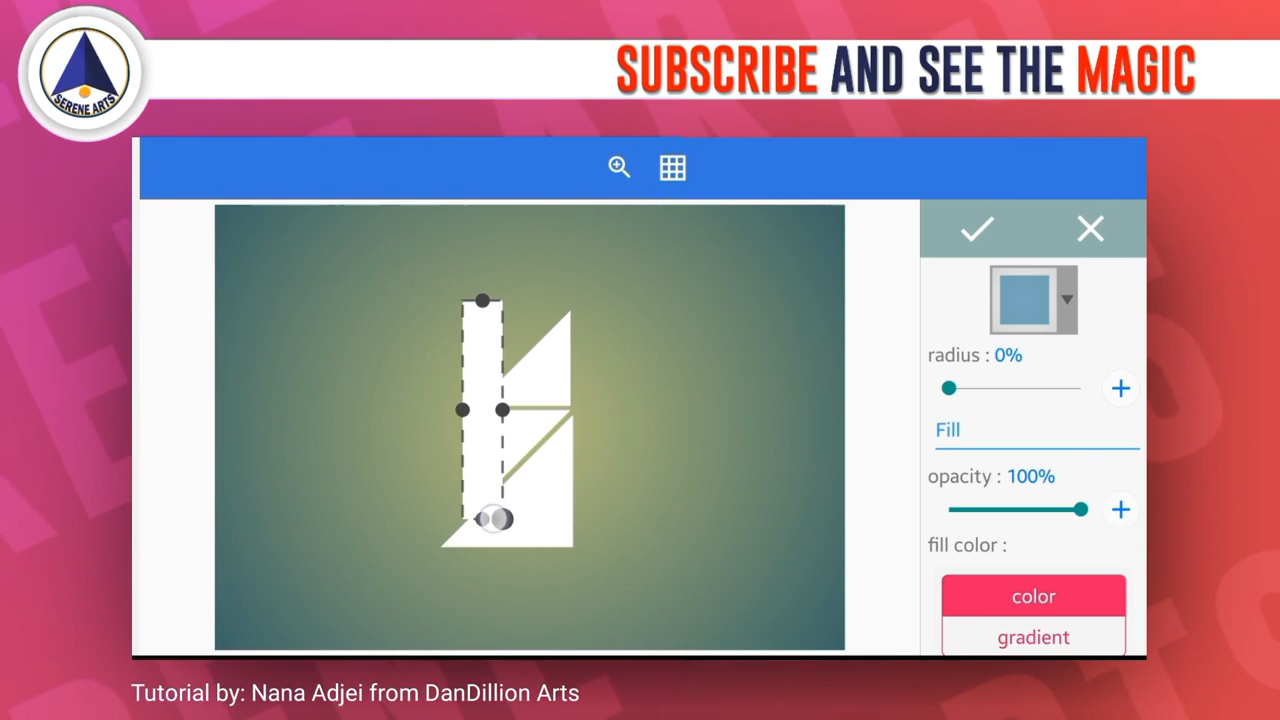 SUBSCRIBE AND SEE THE MAGIC
SERENE ARTS
radius : 0%
Fill
opacity : 100%
fill color :
color
gradient
Tutorial by: Nana Adjei from DanDillion Arts